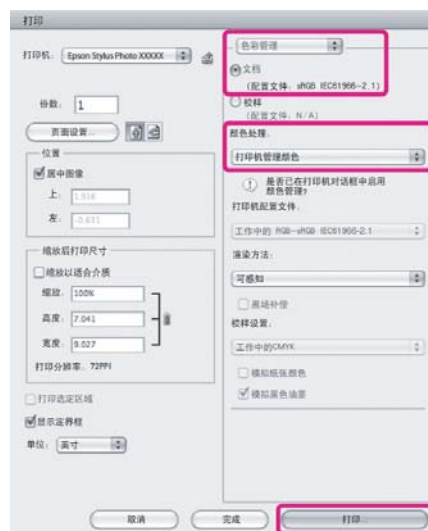 打印
打印机: Epson Stylus Photo XXXXX
份数: 1
页面设置...
位置
居中图像
上: 1.916
左: -0.631
缩放后打印尺寸
缩放以适合介质
缩放: 100%
高度: 7.041
宽度: 9.027
打印分辨率: 72PPI
打印选定区域
显示定界框
单位: 英寸
色彩管理
文档
(配置文件: sRGB IEC61966-2.1)
校样
(配置文件: N/A)
颜色处理:
打印机管理颜色
是否已在打印机对话框中启用
颜色管理?
打印机配置文件:
工作中的 RGB-sRGB IEC61966-2.1
渲染方法:
可感知
黑场补偿
校样设置:
工作中的CMYK
模拟纸张颜色
模拟黑色油墨
取消
完成
打印...